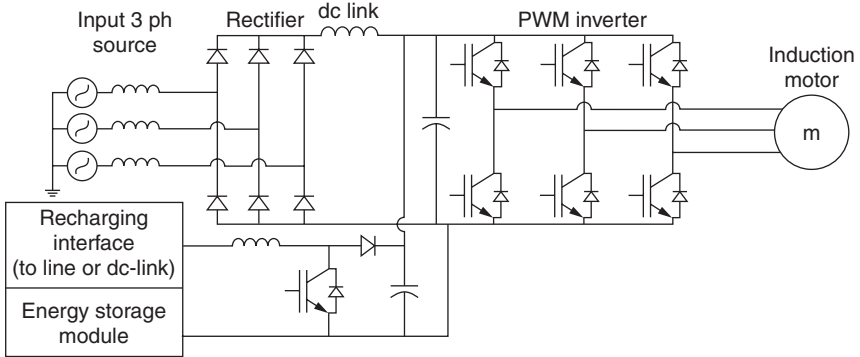 Input 3 ph
source
Rectifier
dc link
PWM inverter
Induction
motor
m
Recharging
interface
(to line or dc-link)
Energy storage
module